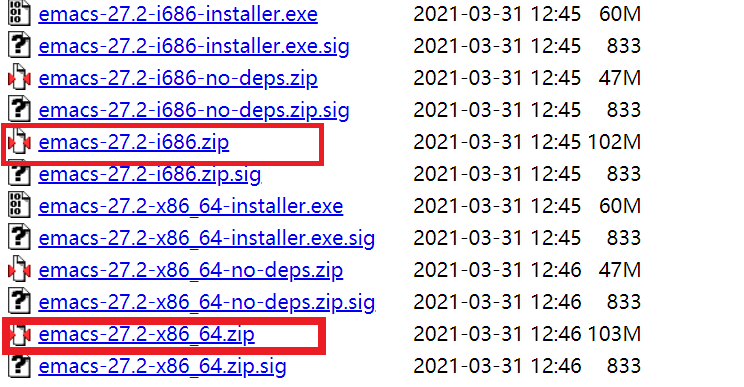 emacs-27.2-i686-installer.exe 2021-03-31 12:45 60M
emacs-27.2-i686-installer.exe.sig 2021-03-31 12:45 833
emacs-27.2-i686-no-deps.zip 2021-03-31 12:45 47M
emacs-27.2-i686-no-deps.zip.sig 2021-03-31 12:45 833
emacs-27.2-i686.zip 2021-03-31 12:45 102M
emacs-27.2-i686.zip.sig 2021-03-31 12:45 833
emacs-27.2-x86_64-installer.exe 2021-03-31 12:45 60M
emacs-27.2-x86_64-installer.exe.sig 2021-03-31 12:45 833
emacs-27.2-x86_64-no-deps.zip 2021-03-31 12:46 47M
emacs-27.2-x86_64-no-deps.zip.sig 2021-03-31 12:46 833
emacs-27.2-x86_64.zip 2021-03-31 12:46 103M
emacs-27.2-x86_64.zip.sig 2021-03-31 12:46 833